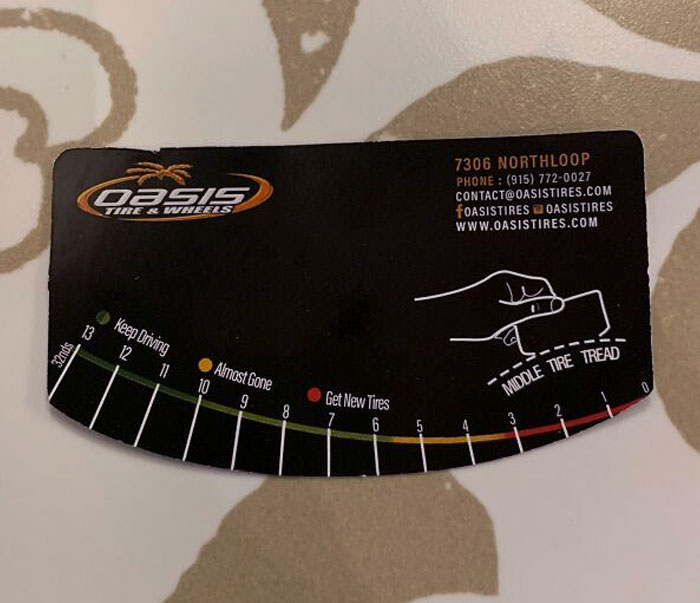 OASIS
TIRE & WHEELS
7306 NORTHLOOP
PHONE : (915) 772-0027
CONTACT@OASISTIRES.COM
f OASISTIRES OASISTIRES
WWW.OASISTIRES.COM
Keep Driving
Almost Gone
Get New Tires
MIDDLE TIRE TREAD
32nds 13 12 11 10 9 8 7 6 5 4 3 2 1 0